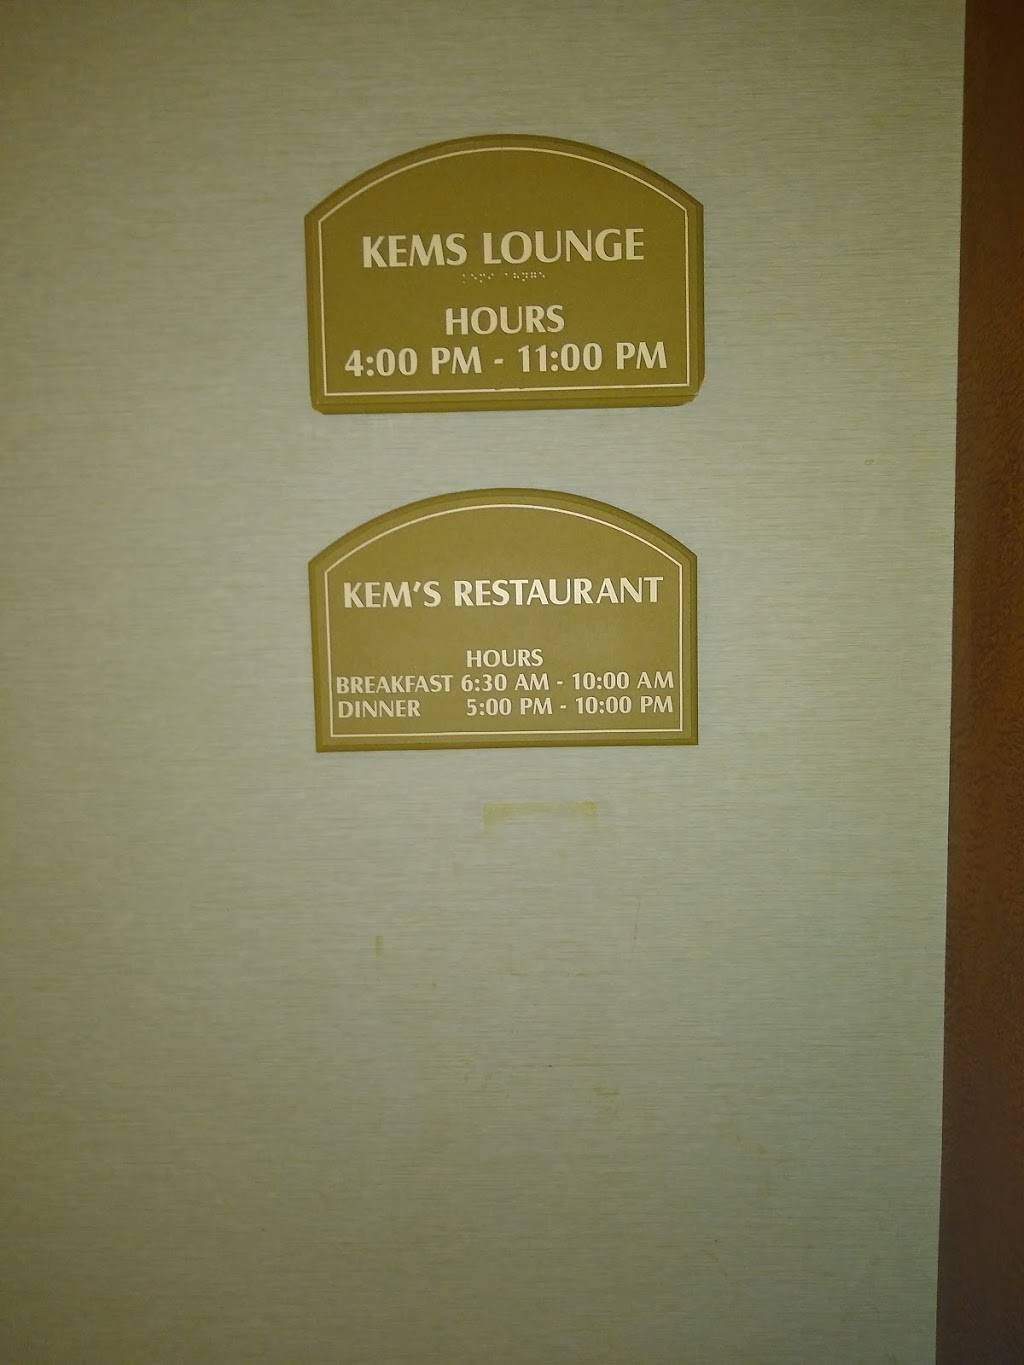 KEMS LOUNGE
HOURS
4:00 PM - 11:00 PM
KEM'S RESTAURANT
HOURS
BREAKFAST 6:30 AM - 10:00 AM
DINNER 5:00 PM - 10:00 PM